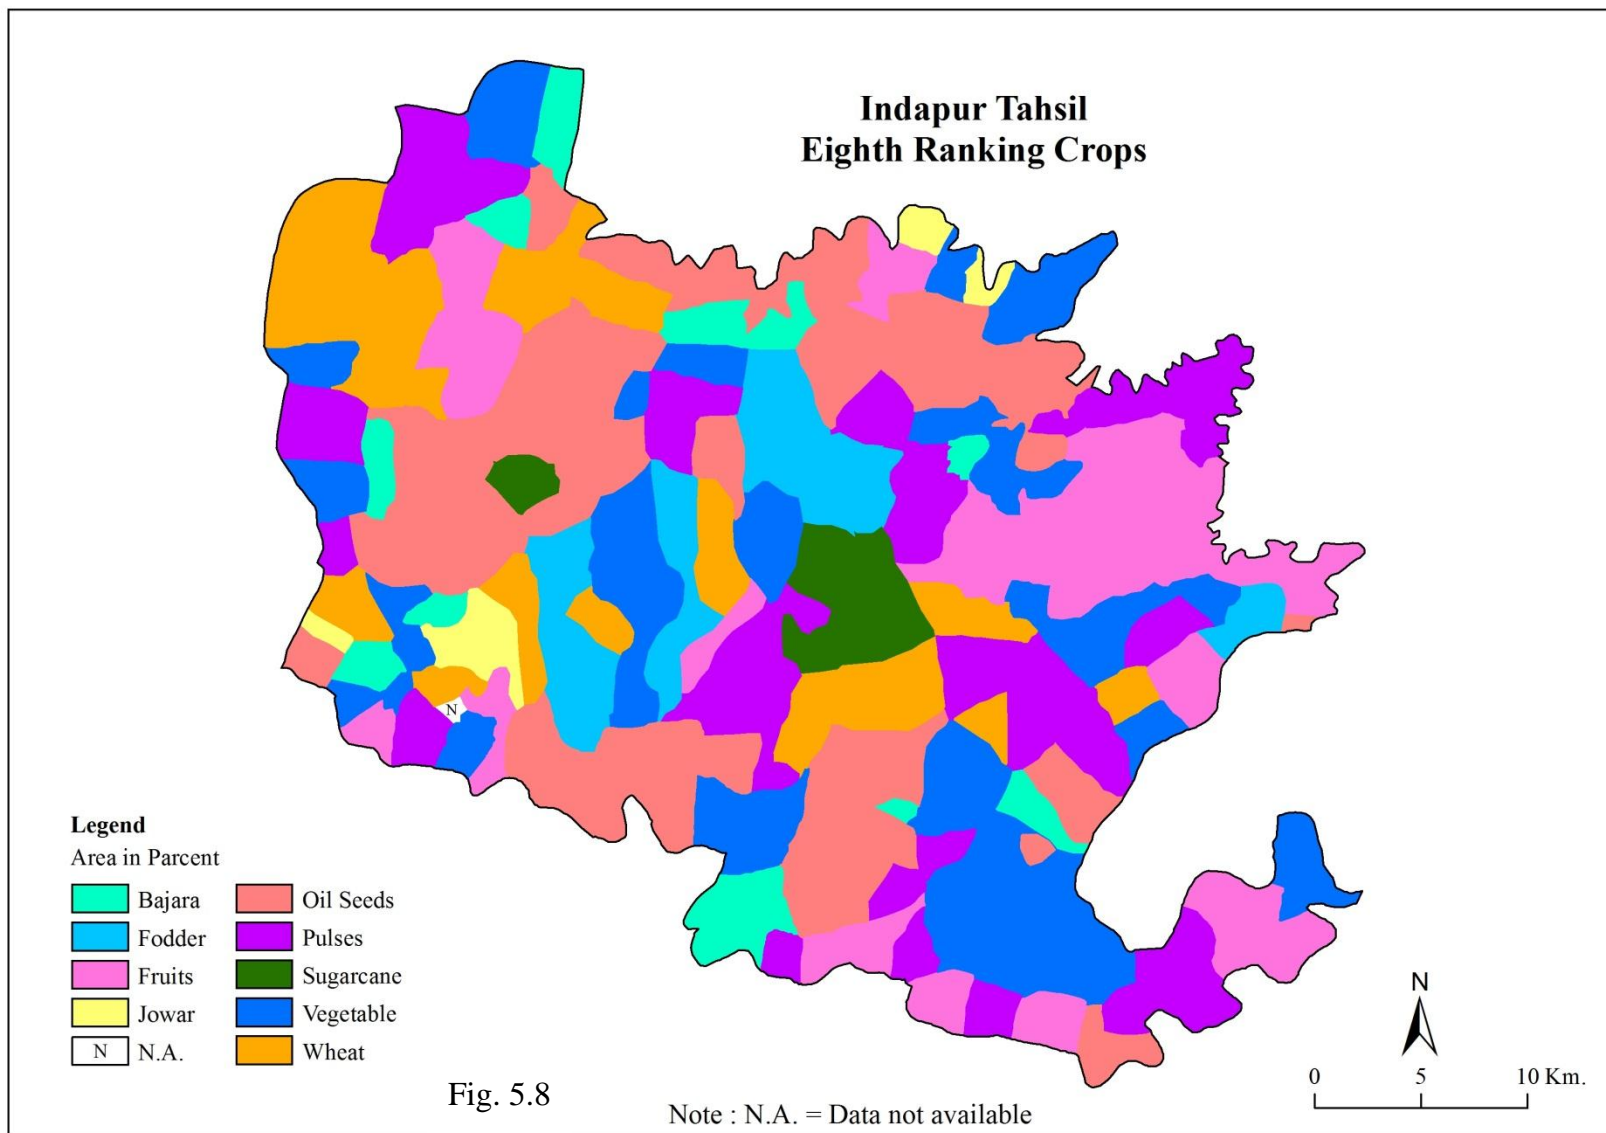 Indapur Tahsil
Eighth Ranking Crops
N
Legend
Area in Parcent
Bajara
Oil Seeds
Fodder
Pulses
Fruits
Sugarcane
Jowar
Vegetable
N N.A.
Wheat
N
0 5 10 Km.
Fig. 5.8
Note : N.A. = Data not available